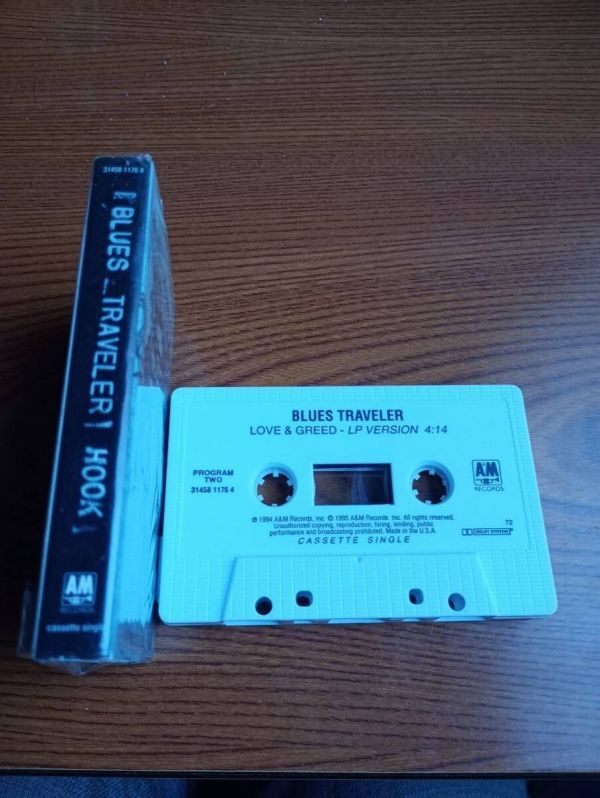 31458 1176 4
BLUES TRAVELER HOOK
AM
RECORDS
cassette single
BLUES TRAVELER
LOVE & GREED - LP VERSION 4:14
PROGRAM
TWO
31458 1176 4
AM
RECORDS
℗ 1994 A&M Records, Inc. © 1995 A&M Records Inc. All rights reserved.
Unauthorized copying, reproduction, hiring, lending, public
performance and broadcasting prohibited. Made in the U.S.A.
CASSETTE SINGLE
72
DOLBY SYSTEM